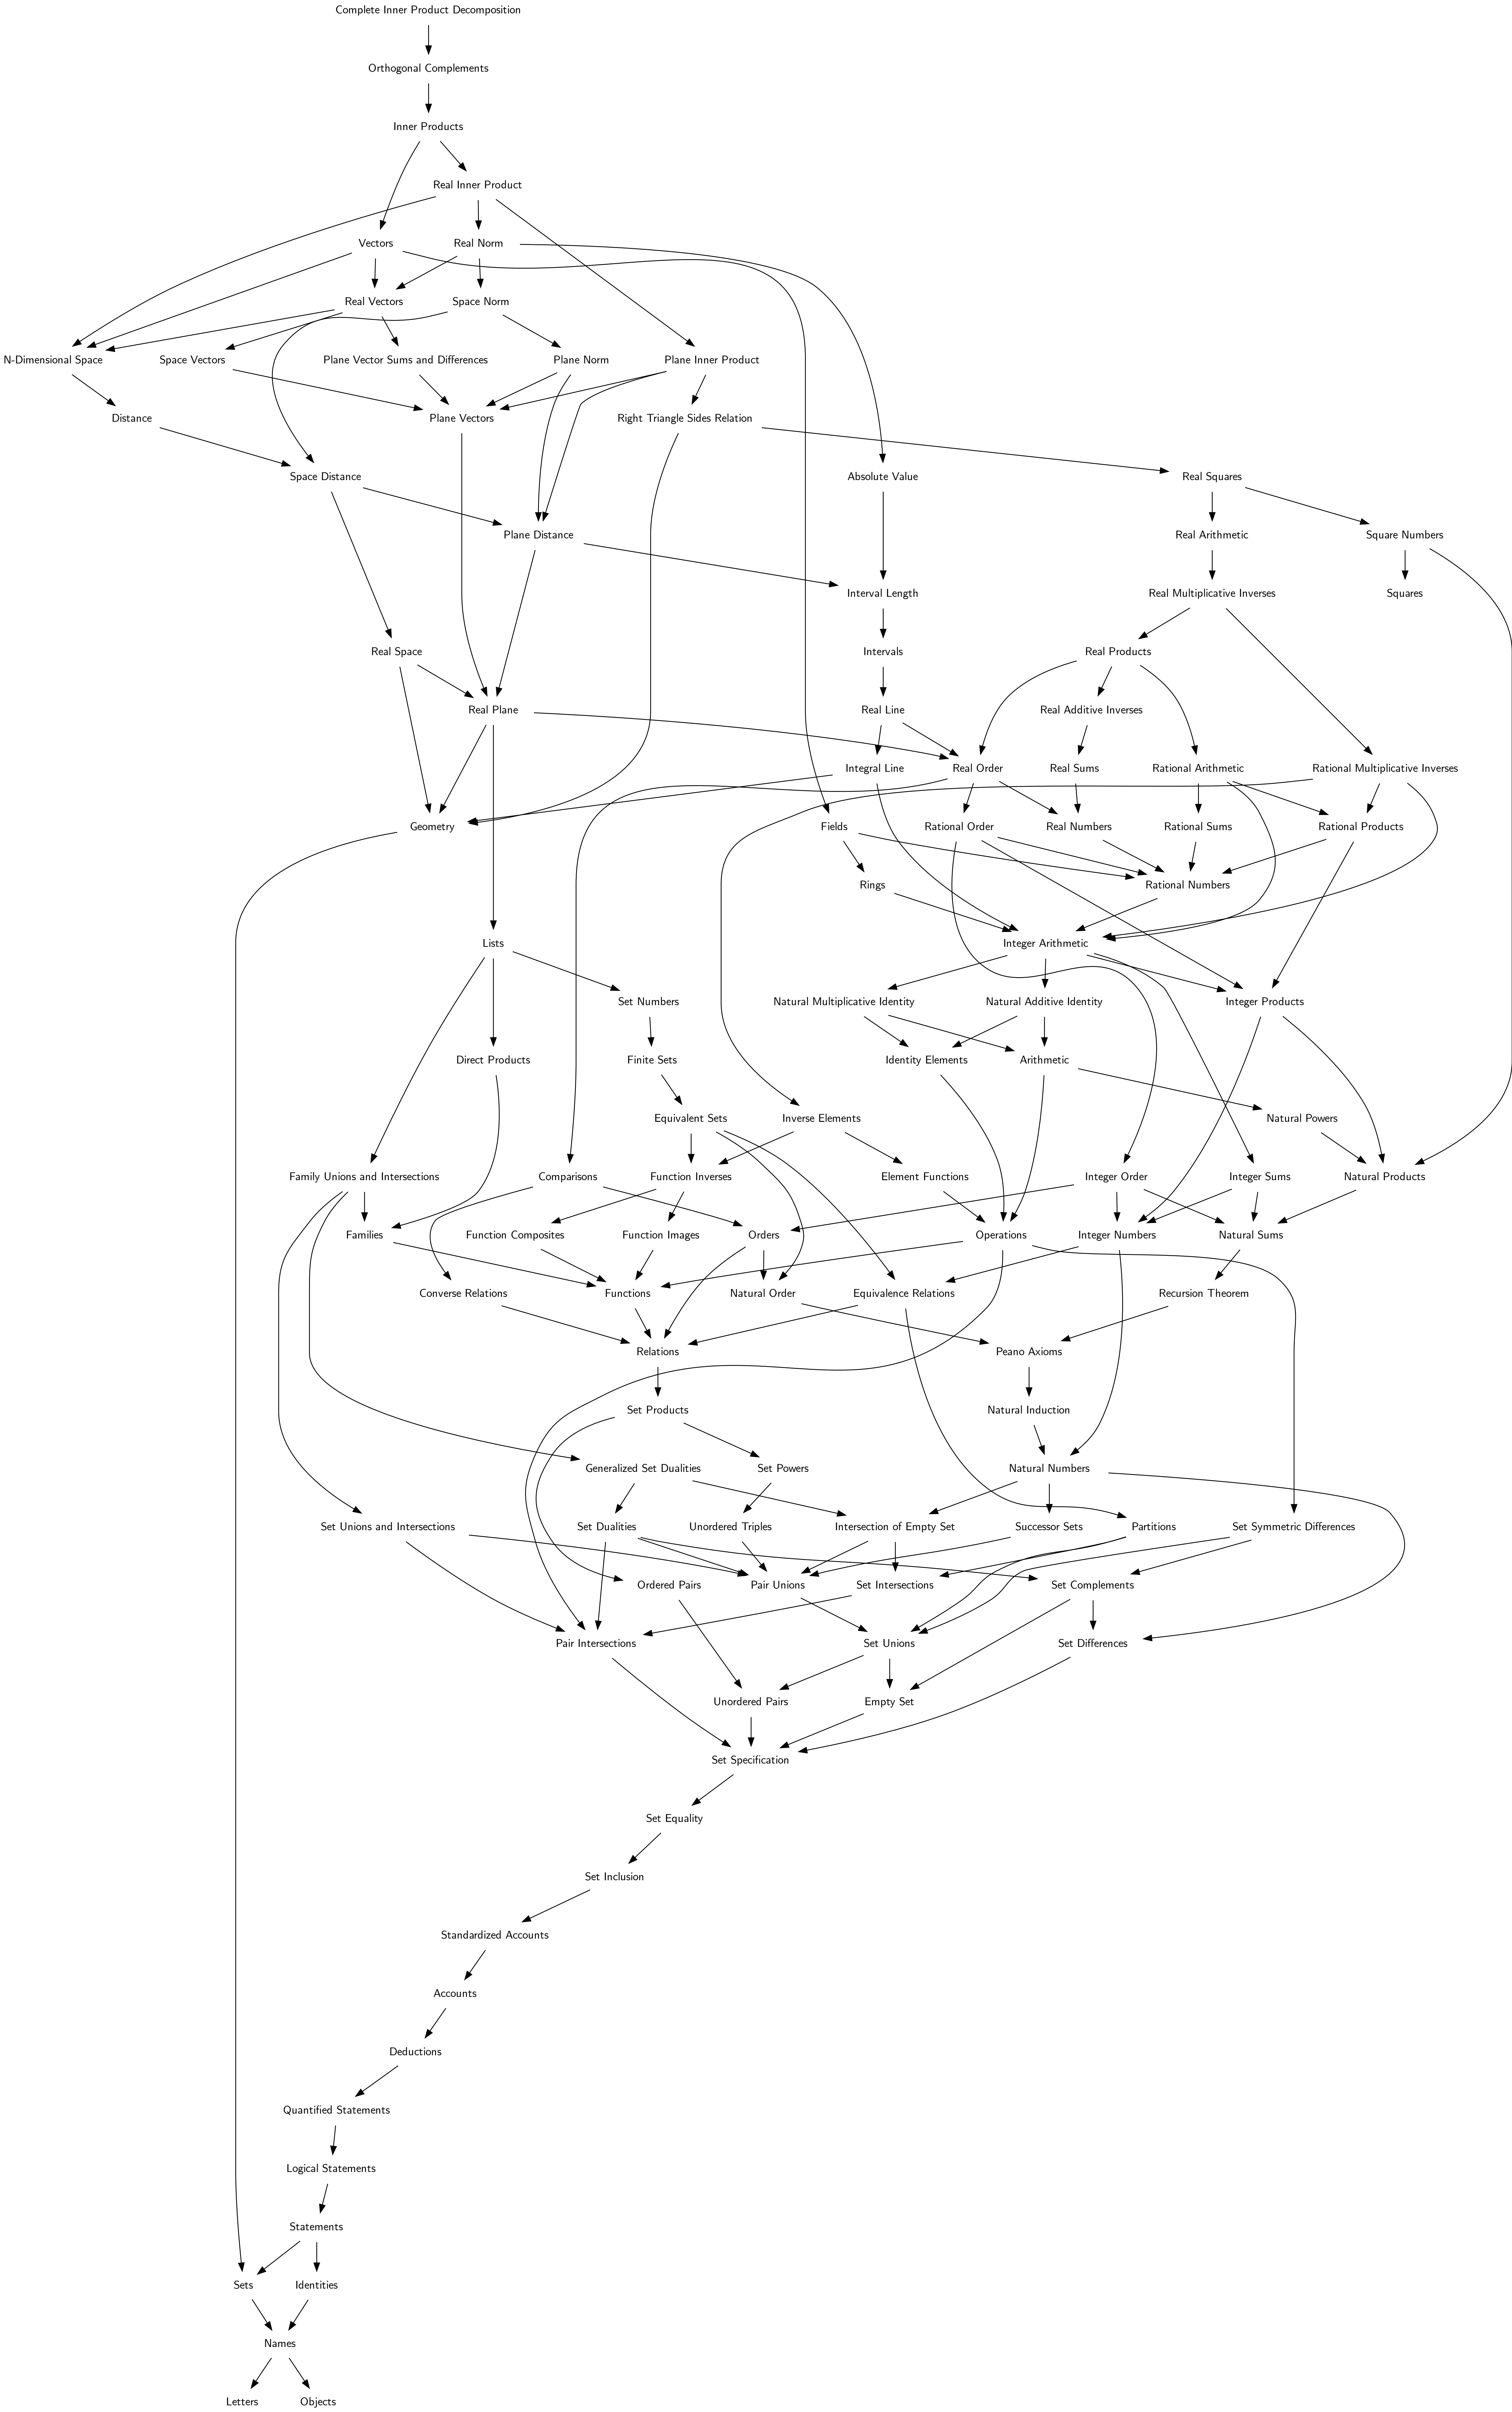 Complete Inner Product Decomposition
Orthogonal Complements
Inner Products
Real Inner Product
Vectors
Real Norm
Real Vectors
Space Norm
N-Dimensional Space
Space Vectors
Plane Vector Sums and Differences
Plane Norm
Plane Inner Product
Distance
Plane Vectors
Right Triangle Sides Relation
Space Distance
Absolute Value
Real Squares
Plane Distance
Real Arithmetic
Square Numbers
Interval Length
Real Multiplicative Inverses
Squares
Real Space
Intervals
Real Products
Real Plane
Real Line
Real Additive Inverses
Integral Line
Real Order
Real Sums
Rational Arithmetic
Rational Multiplicative Inverses
Geometry
Fields
Rational Order
Real Numbers
Rational Sums
Rational Products
Rings
Rational Numbers
Lists
Integer Arithmetic
Set Numbers
Natural Multiplicative Identity
Natural Additive Identity
Integer Products
Direct Products
Finite Sets
Identity Elements
Arithmetic
Equivalent Sets
Inverse Elements
Natural Powers
Family Unions and Intersections
Comparisons
Function Inverses
Element Functions
Integer Order
Integer Sums
Natural Products
Families
Function Composites
Function Images
Orders
Operations
Integer Numbers
Natural Sums
Converse Relations
Functions
Natural Order
Equivalence Relations
Recursion Theorem
Relations
Peano Axioms
Set Products
Natural Induction
Generalized Set Dualities
Set Powers
Natural Numbers
Set Unions and Intersections
Set Dualities
Unordered Triples
Intersection of Empty Set
Successor Sets
Partitions
Set Symmetric Differences
Ordered Pairs
Pair Unions
Set Intersections
Set Complements
Pair Intersections
Set Unions
Set Differences
Unordered Pairs
Empty Set
Set Specification
Set Equality
Set Inclusion
Standardized Accounts
Accounts
Deductions
Quantified Statements
Logical Statements
Statements
Sets
Identities
Names
Letters
Objects